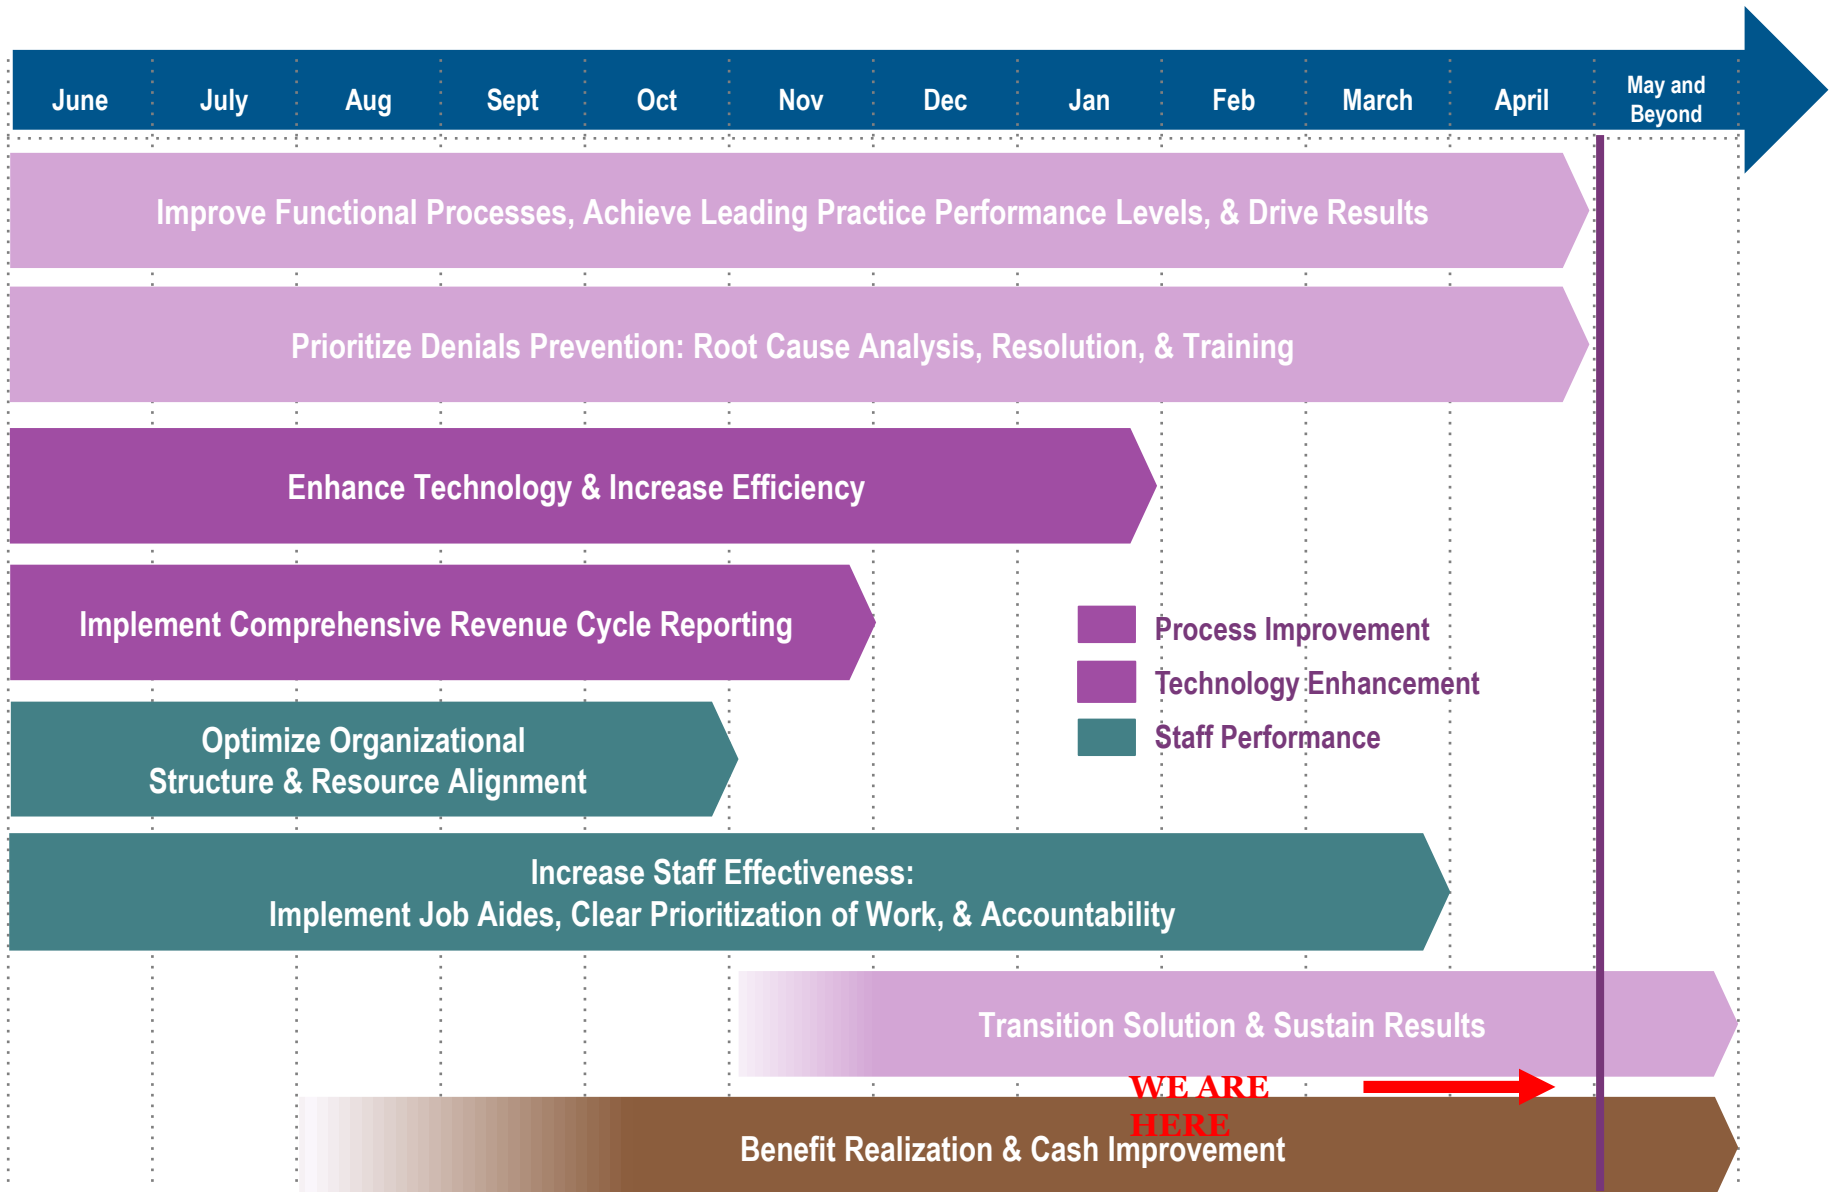 June July Aug Sept Oct Nov Dec Jan Feb March April May and
Beyond
Improve Functional Processes, Achieve Leading Practice Performance Levels, & Drive Results
Prioritize Denials Prevention: Root Cause Analysis, Resolution, & Training
Enhance Technology & Increase Efficiency
Implement Comprehensive Revenue Cycle Reporting
Process Improvement
Technology Enhancement
Staff Performance
Optimize Organizational
Structure & Resource Alignment
Increase Staff Effectiveness:
Implement Job Aides, Clear Prioritization of Work, & Accountability
Transition Solution & Sustain Results
WE ARE
HERE
Benefit Realization & Cash Improvement